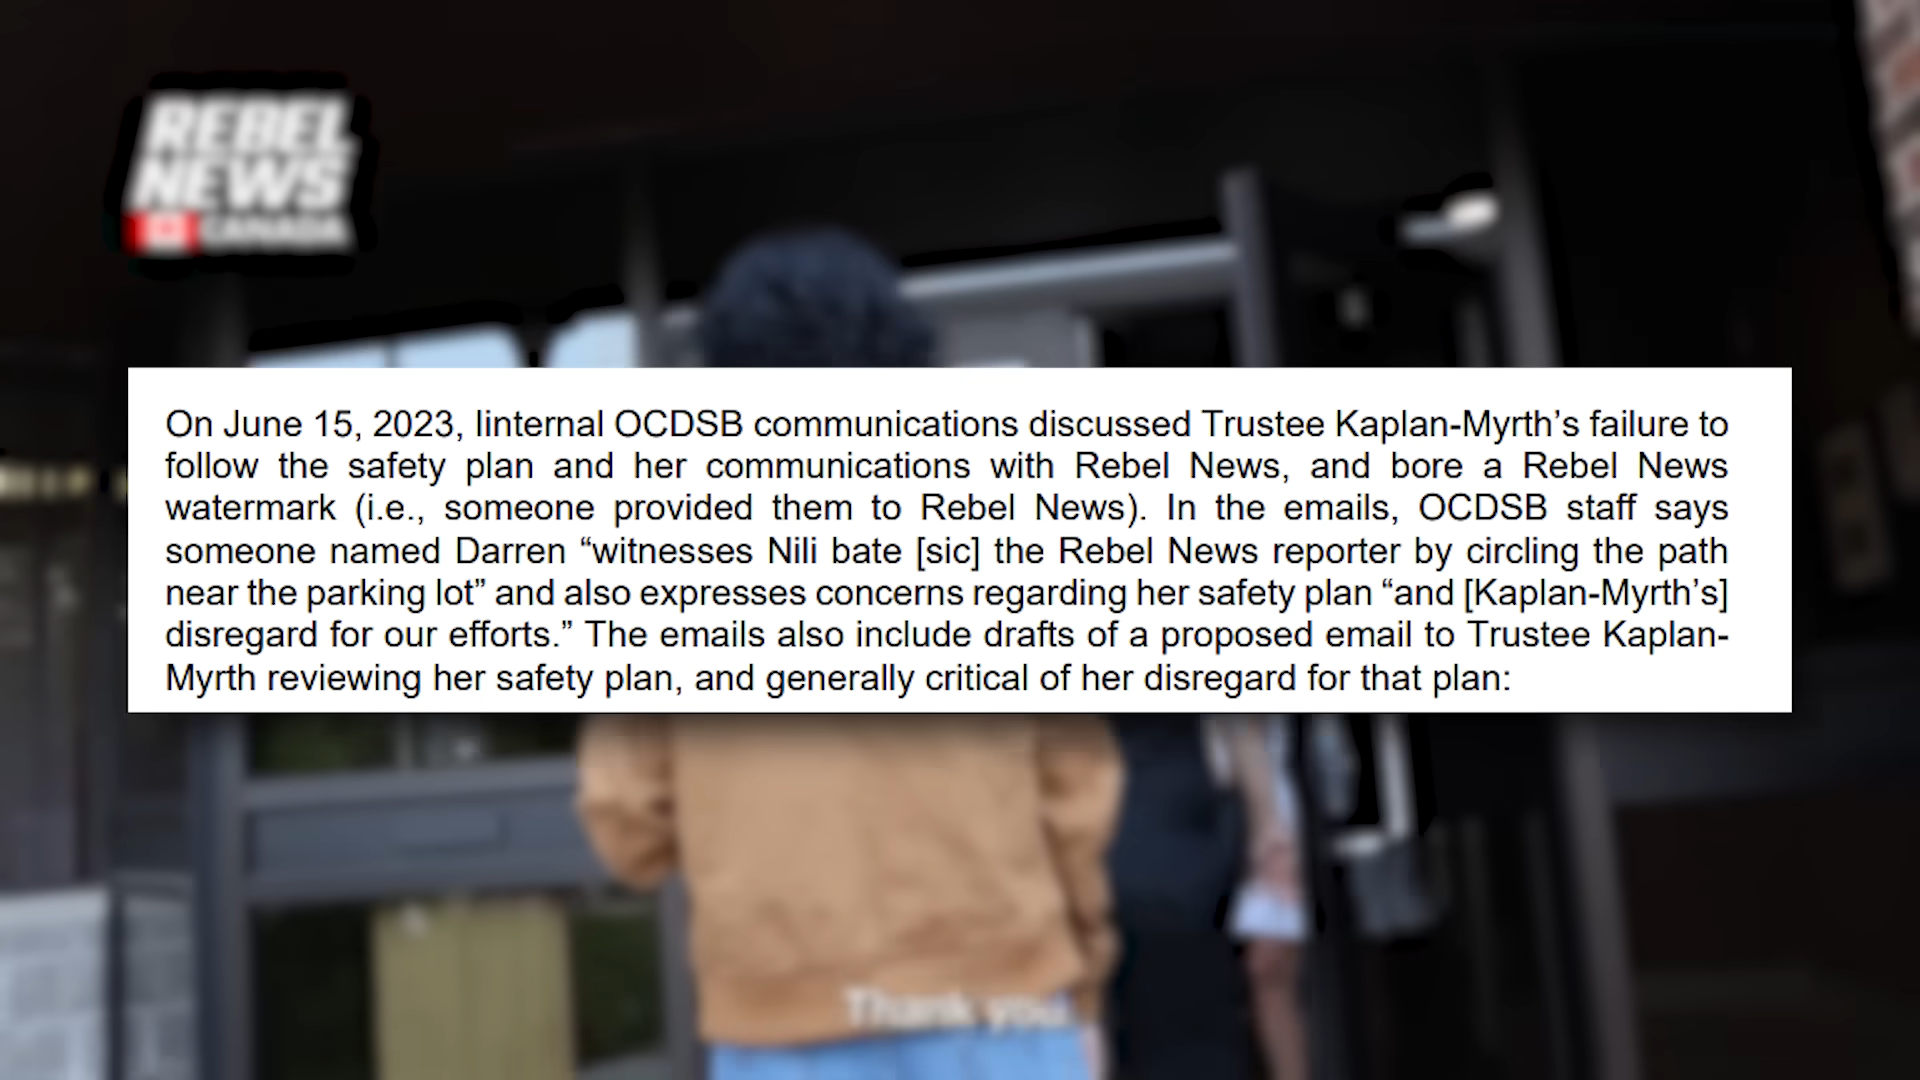 REBEL
NEWS
CANADA
On June 15, 2023, Iinternal OCDSB communications discussed Trustee Kaplan-Myrth’s failure to
follow the safety plan and her communications with Rebel News, and bore a Rebel News
watermark (i.e., someone provided them to Rebel News). In the emails, OCDSB staff says
someone named Darren “witnesses Nili bate [sic] the Rebel News reporter by circling the path
near the parking lot” and also expresses concerns regarding her safety plan “and [Kaplan-Myrth’s]
disregard for our efforts.” The emails also include drafts of a proposed email to Trustee Kaplan-
Myrth reviewing her safety plan, and generally critical of her disregard for that plan:
Thank you.